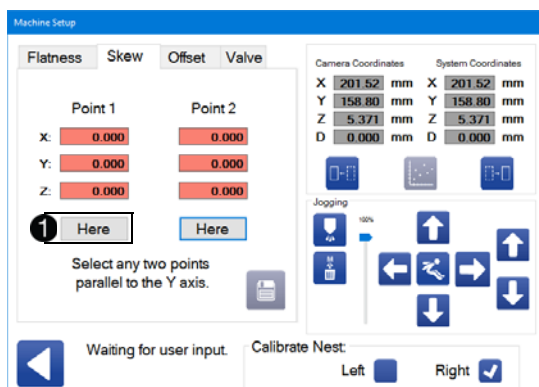 Machine Setup
Flatness Skew Offset Valve
Point 1 Point 2
X: 0.000 0.000
Y: 0.000 0.000
Z: 0.000 0.000
1 Here Here
Select any two points
parallel to the Y axis.
Camera Coordinates System Coordinates
X 201.52 mm X 201.52 mm
Y 158.80 mm Y 158.80 mm
Z 5.371 mm Z 5.371 mm
D 0.000 mm D 0.000 mm
Jogging
100%
Waiting for user input.
Calibrate Nest:
Left Right